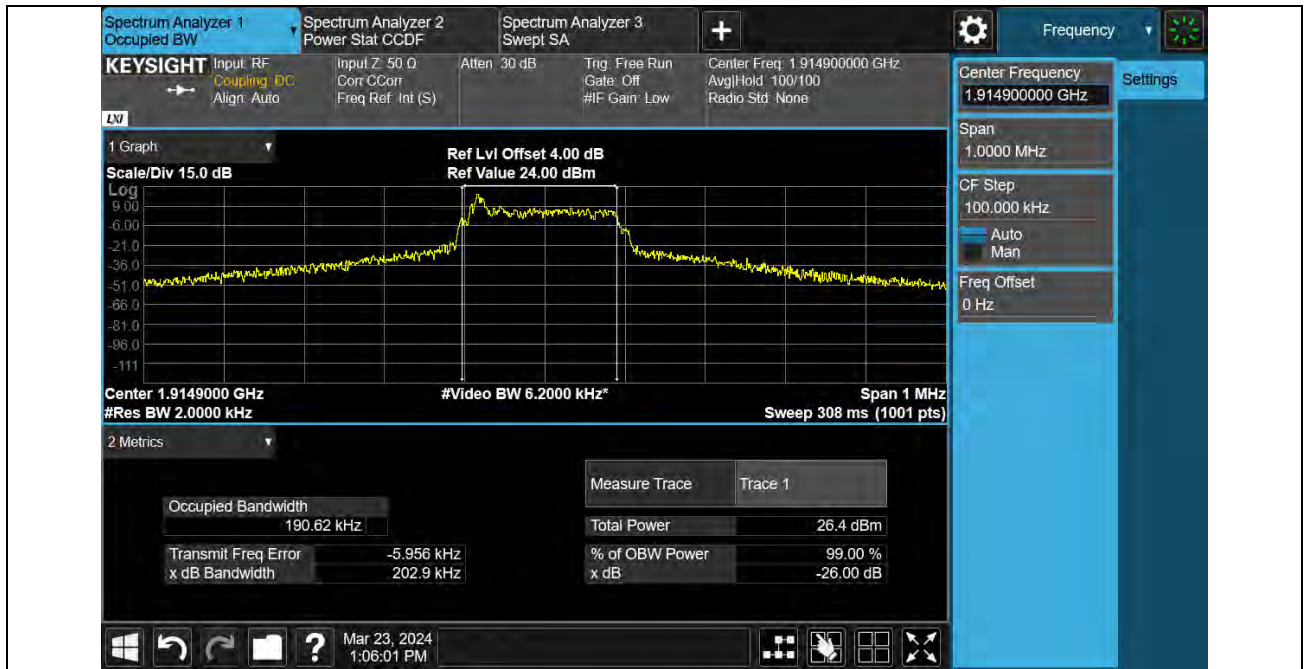 Spectrum Analyzer 1
Occupied BW
Spectrum Analyzer 2
Power Stat CCDF
Spectrum Analyzer 3
Swept SA
Frequency
KEYSIGHT
LXI
Input: RF
Coupling: DC
Align: Auto
Input Z: 50 Ω
Corr CCorr
Freq Ref: Int (S)
Atten: 30 dB
Trig: Free Run
Gate: Off
#IF Gain: Low
Center Freq: 1.914900000 GHz
Avg|Hold: 100/100
Radio Std: None
Center Frequency
1.914900000 GHz
Settings
Span
1.0000 MHz
CF Step
100.000 kHz
Auto
Man
Freq Offset
0 Hz
1 Graph
Scale/Div 15.0 dB
Ref Lvl Offset 4.00 dB
Ref Value 24.00 dBm
Log
9.00
-6.00
-21.0
-36.0
-51.0
-66.0
-81.0
-96.0
-111
Center 1.9149000 GHz
#Video BW 6.2000 kHz*
Span 1 MHz
#Res BW 2.0000 kHz
Sweep 308 ms (1001 pts)
2 Metrics
Measure Trace
Trace 1
Occupied Bandwidth
190.62 kHz
Total Power
26.4 dBm
Transmit Freq Error
-5.956 kHz
% of OBW Power
99.00 %
x dB Bandwidth
202.9 kHz
x dB
-26.00 dB
?
Mar 23, 2024
1:06:01 PM